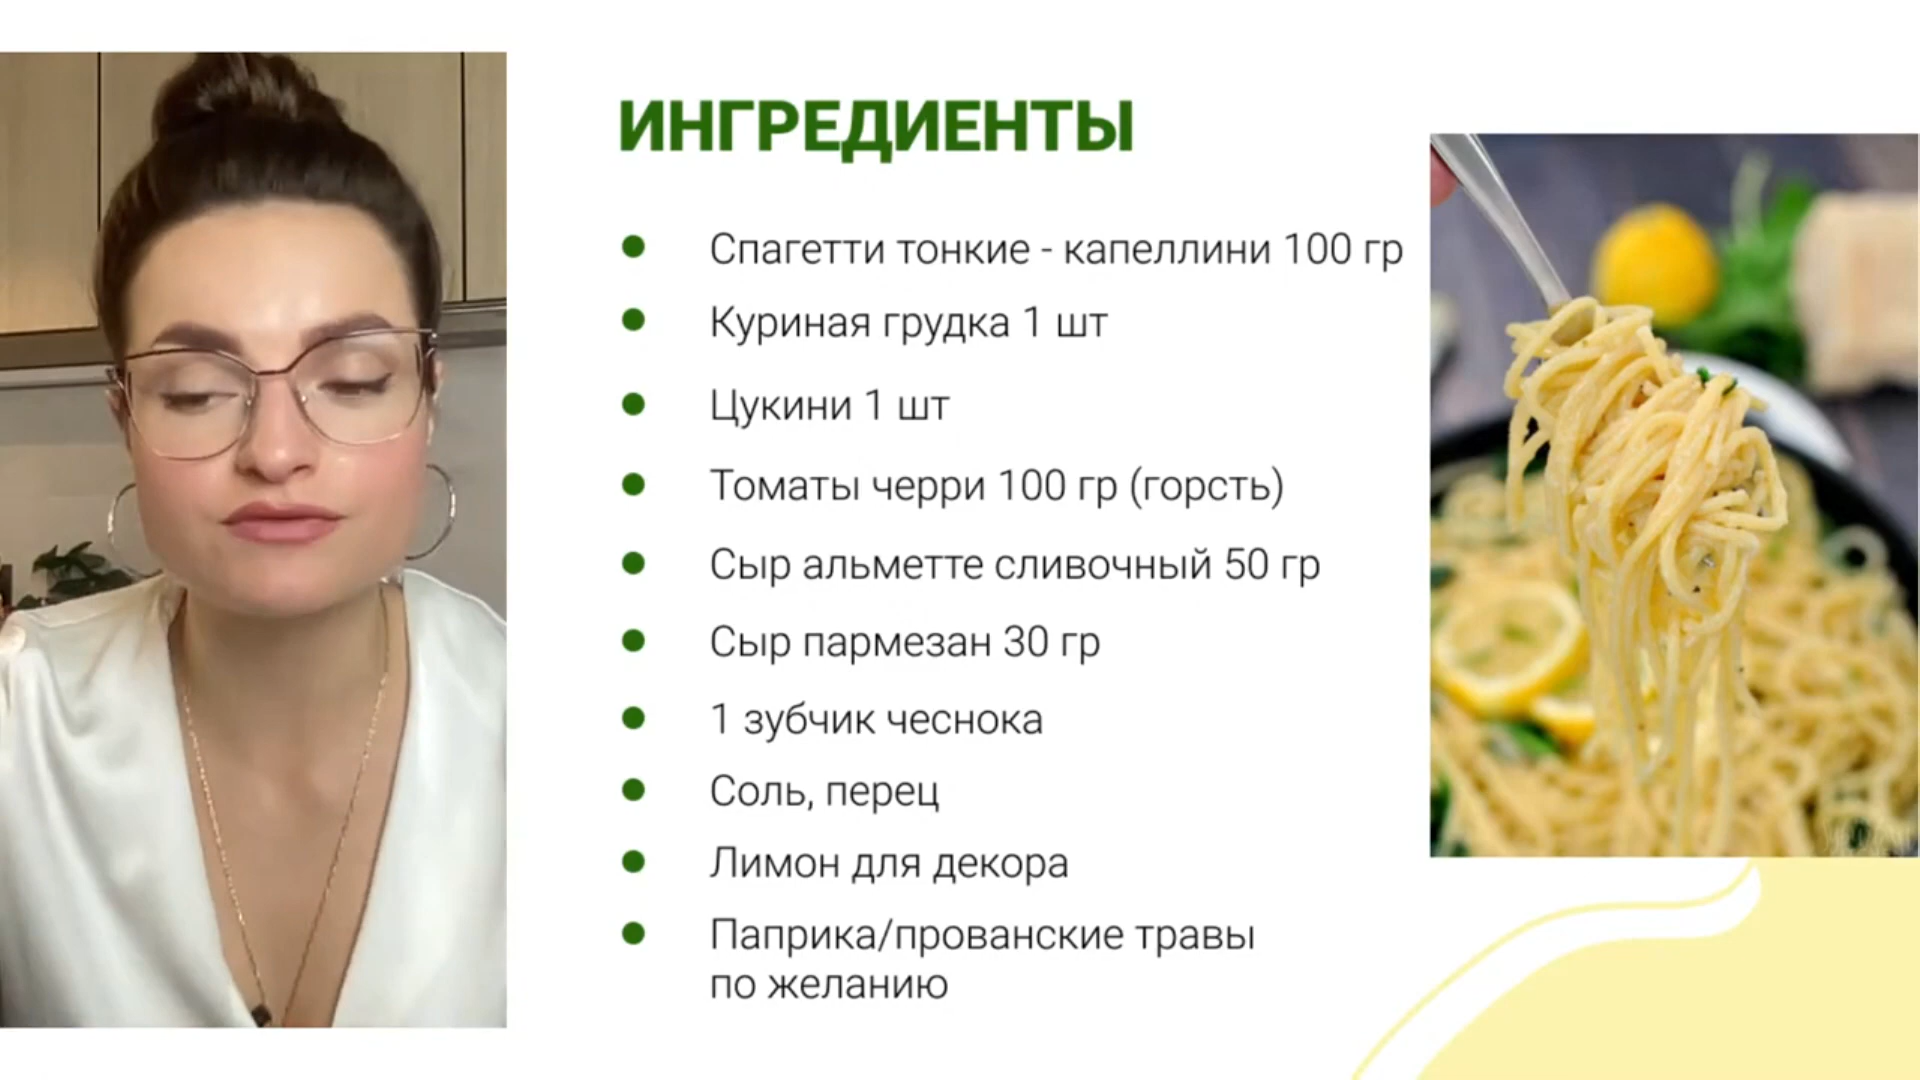 ИНГРЕДИЕНТЫ
Спагетти тонкие - капеллини 100 гр
Куриная грудка 1 шт
Цукини 1 шт
Томаты черри 100 гр (горсть)
Сыр альметте сливочный 50 гр
Сыр пармезан 30 гр
1 зубчик чеснока
Соль, перец
Лимон для декора
Паприка/прованские травы
по желанию